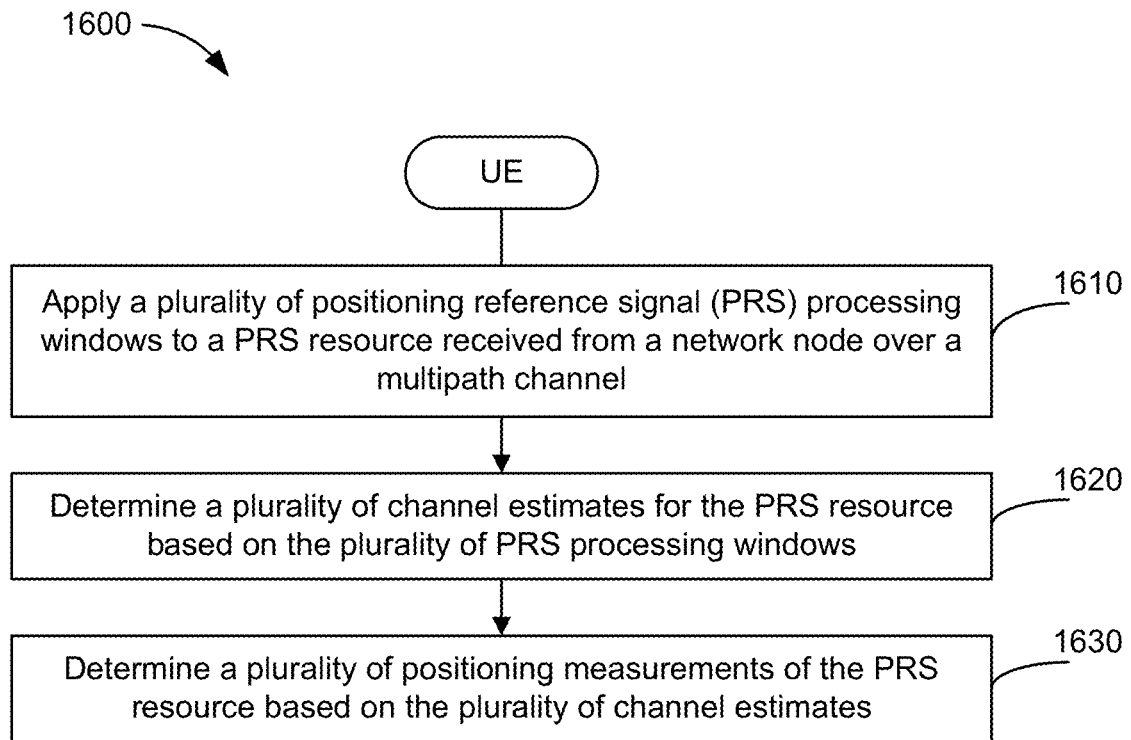 1600
UE
Apply a plurality of positioning reference signal (PRS) processing
windows to a PRS resource received from a network node over a
multipath channel
1610
Determine a plurality of channel estimates for the PRS resource
based on the plurality of PRS processing windows
1620
Determine a plurality of positioning measurements of the PRS
resource based on the plurality of channel estimates
1630